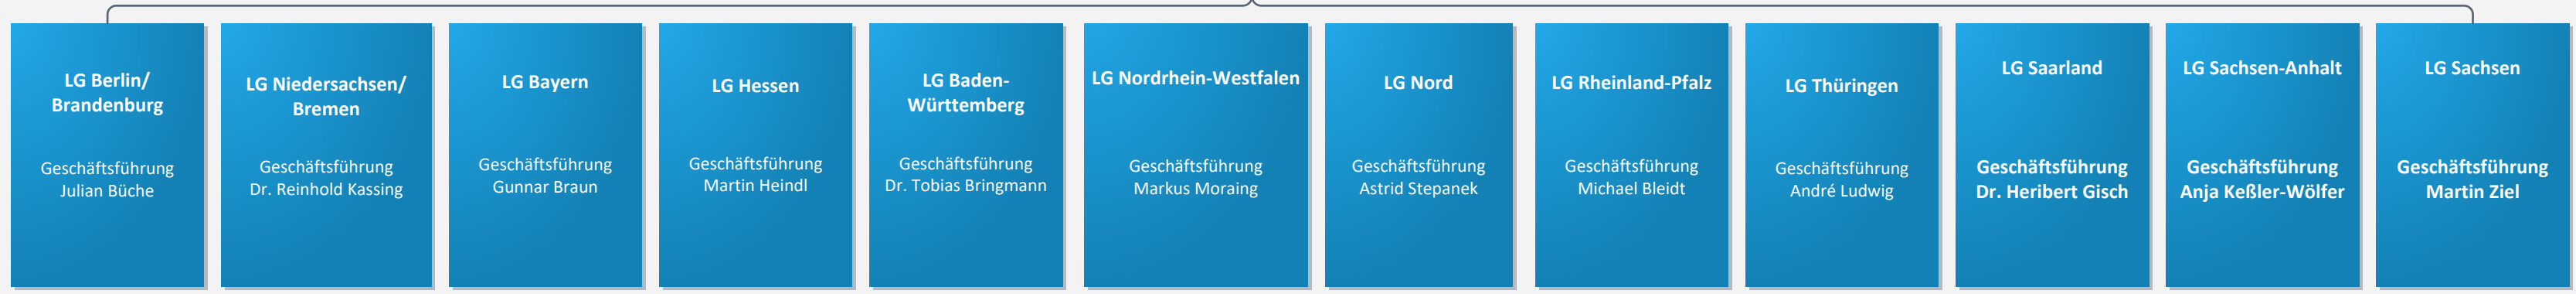 LG Berlin/
Brandenburg
Geschäftsführung
Julian Büche
LG Niedersachsen/
Bremen
Geschäftsführung
Dr. Reinhold Kassing
LG Bayern
Geschäftsführung
Gunnar Braun
LG Hessen
Geschäftsführung
Martin Heindl
LG Baden-
Württemberg
Geschäftsführung
Dr. Tobias Bringmann
LG Nordrhein-Westfalen
Geschäftsführung
Markus Moraing
LG Nord
Geschäftsführung
Astrid Stepanek
LG Rheinland-Pfalz
Geschäftsführung
Michael Bleidt
LG Thüringen
Geschäftsführung
André Ludwig
LG Saarland
Geschäftsführung
Dr. Heribert Gisch
LG Sachsen-Anhalt
Geschäftsführung
Anja Keßler-Wölfer
LG Sachsen
Geschäftsführung
Martin Ziel